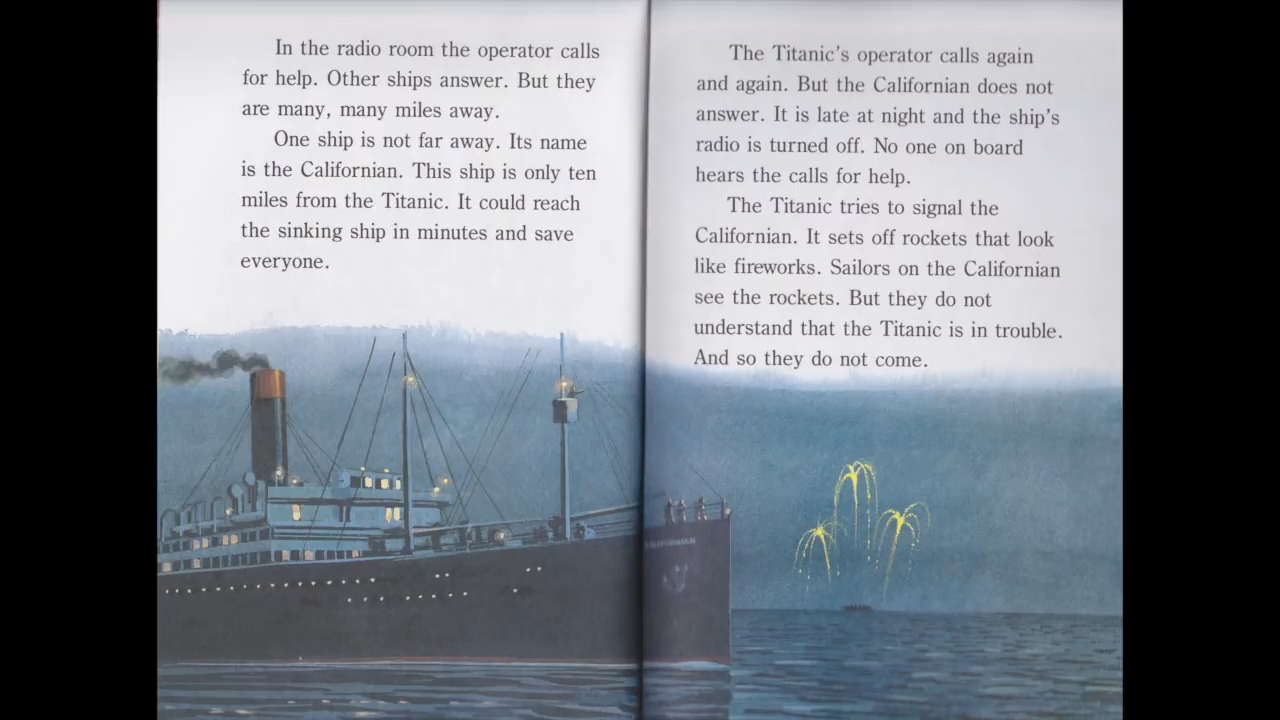 In the radio room the operator calls
for help. Other ships answer. But they
are many, many miles away.
One ship is not far away. Its name
is the Californian. This ship is only ten
miles from the Titanic. It could reach
the sinking ship in minutes and save
everyone.
The Titanic's operator calls again
and again. But the Californian does not
answer. It is late at night and the ship's
radio is turned off. No one on board
hears the calls for help.
The Titanic tries to signal the
Californian. It sets off rockets that look
like fireworks. Sailors on the Californian
see the rockets. But they do not
understand that the Titanic is in trouble.
And so they do not come.